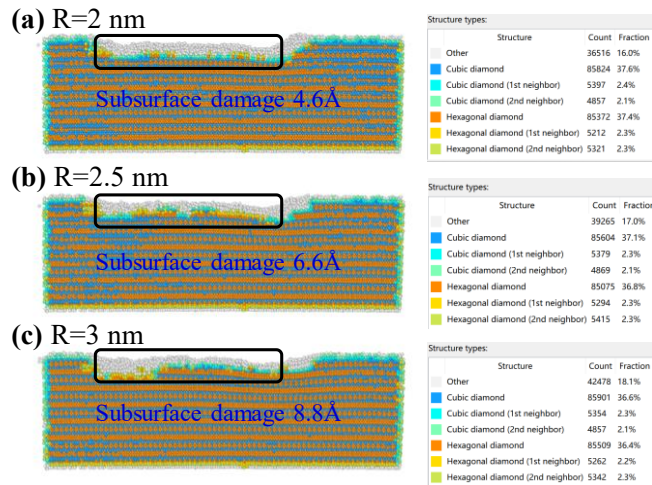 (a) R=2 nm
Subsurface damage 4.6Å
Structure types:
Structure Count Fraction
Other 36516 16.0%
Cubic diamond 85824 37.6%
Cubic diamond (1st neighbor) 5397 2.4%
Cubic diamond (2nd neighbor) 4857 2.1%
Hexagonal diamond 85372 37.4%
Hexagonal diamond (1st neighbor) 5212 2.3%
Hexagonal diamond (2nd neighbor) 5321 2.3%
(b) R=2.5 nm
Subsurface damage 6.6Å
Structure types:
Structure Count Fraction
Other 39265 17.0%
Cubic diamond 85604 37.1%
Cubic diamond (1st neighbor) 5379 2.3%
Cubic diamond (2nd neighbor) 4869 2.1%
Hexagonal diamond 85075 36.8%
Hexagonal diamond (1st neighbor) 5294 2.3%
Hexagonal diamond (2nd neighbor) 5415 2.3%
(c) R=3 nm
Subsurface damage 8.8Å
Structure types:
Structure Count Fraction
Other 42478 18.1%
Cubic diamond 85901 36.6%
Cubic diamond (1st neighbor) 5354 2.3%
Cubic diamond (2nd neighbor) 4857 2.1%
Hexagonal diamond 85509 36.4%
Hexagonal diamond (1st neighbor) 5262 2.2%
Hexagonal diamond (2nd neighbor) 5342 2.3%